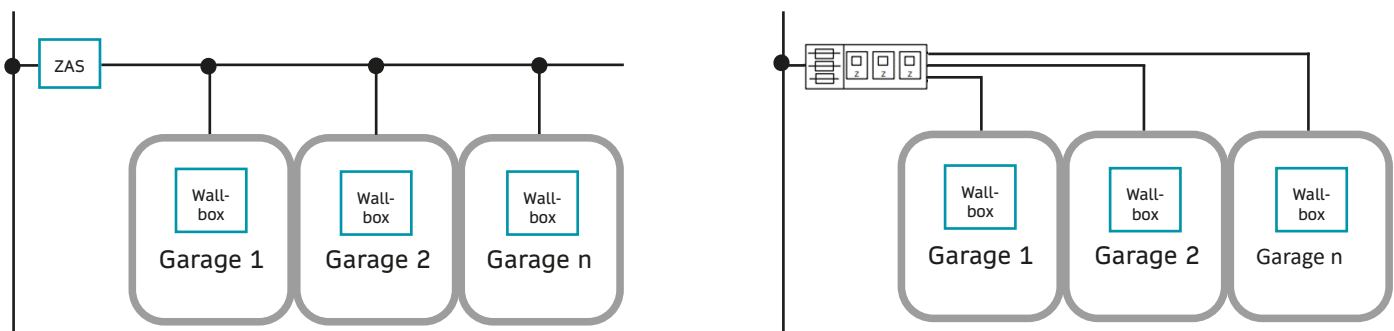 ZAS
Wall-
box
Garage 1
Wall-
box
Garage 2
Wall-
box
Garage n
Z
Z
Z
Wall-
box
Garage 1
Wall-
box
Garage 2
Wall-
box
Garage n